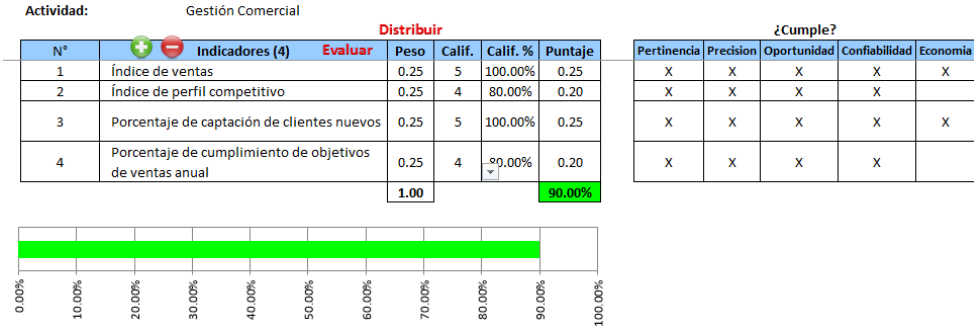 Actividad: Gestión Comercial
Distribuir ¿Cumple?
N° Indicadores (4) Evaluar Peso Calif. Calif. % Puntaje Pertinencia Precision Oportunidad Confiabilidad Economia
1 Índice de ventas 0.25 5 100.00% 0.25 X X X X X
2 Índice de perfil competitivo 0.25 4 80.00% 0.20 X X X X
3 Porcentaje de captación de clientes nuevos 0.25 5 100.00% 0.25 X X X X X
Porcentaje de cumplimiento de objetivos
4 de ventas anual 0.25 4 80.00% 0.20 X X X X
1.00 90.00%
0.00% 10.00% 20.00% 30.00% 40.00% 50.00% 60.00% 70.00% 80.00% 90.00% 100.00%